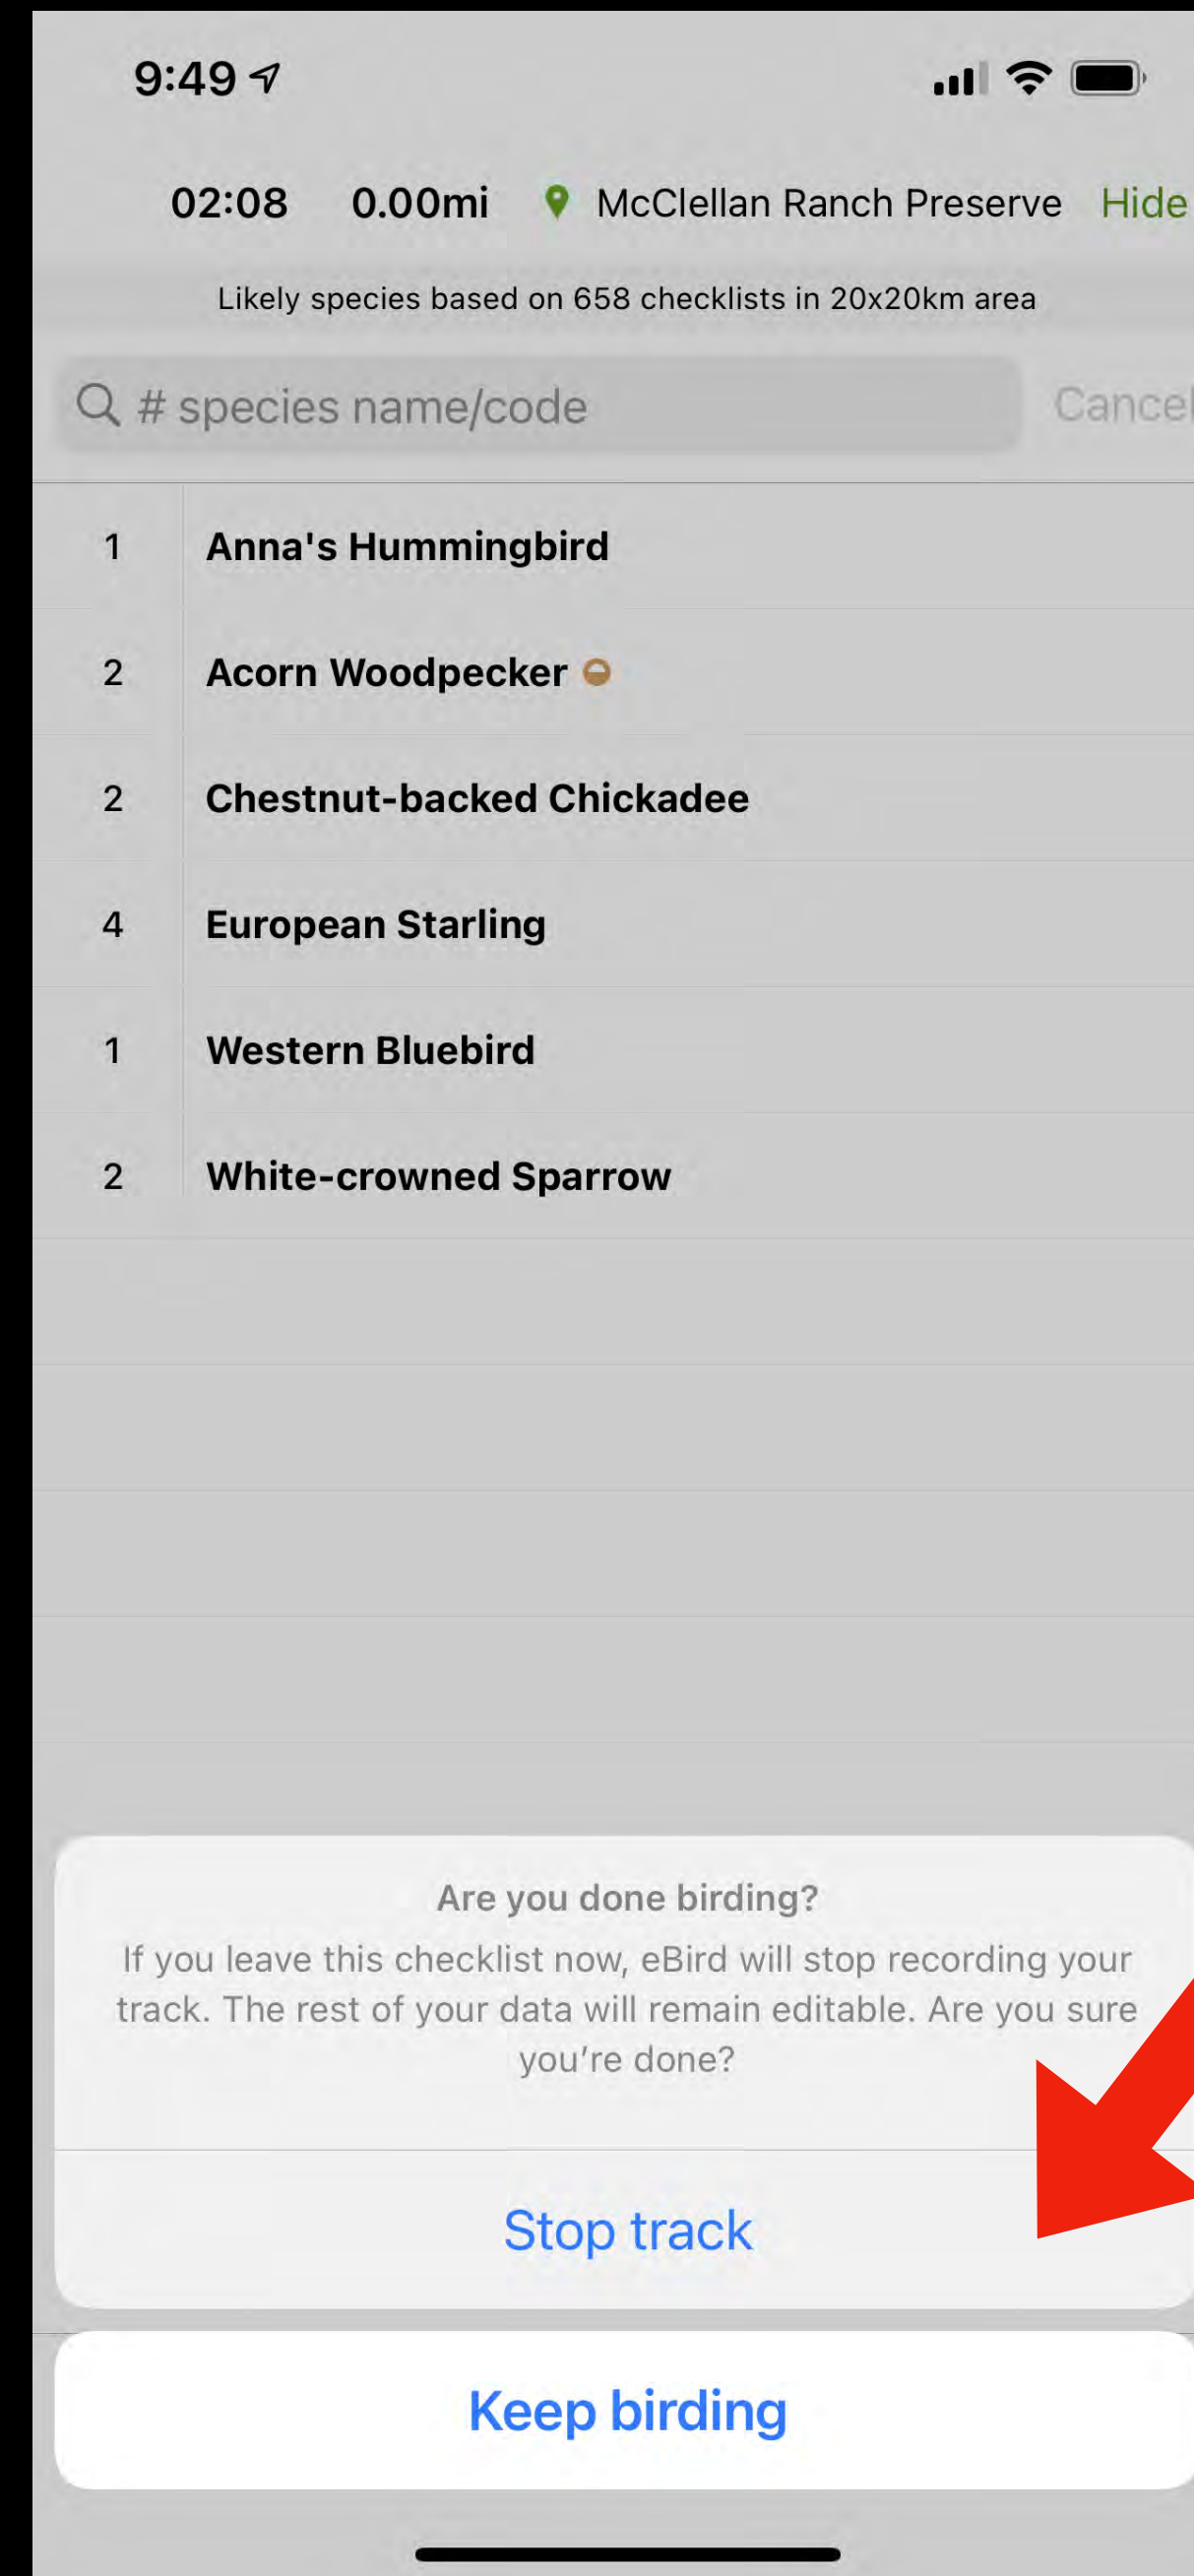 9:49
02:08 0.00mi McClellan Ranch Preserve Hide
Likely species based on 658 checklists in 20x20km area
# species name/code Cancel
1 Anna's Hummingbird
2 Acorn Woodpecker
2 Chestnut-backed Chickadee
4 European Starling
1 Western Bluebird
2 White-crowned Sparrow
Are you done birding?
If you leave this checklist now, eBird will stop recording your
track. The rest of your data will remain editable. Are you sure
you're done?
Stop track
Keep birding